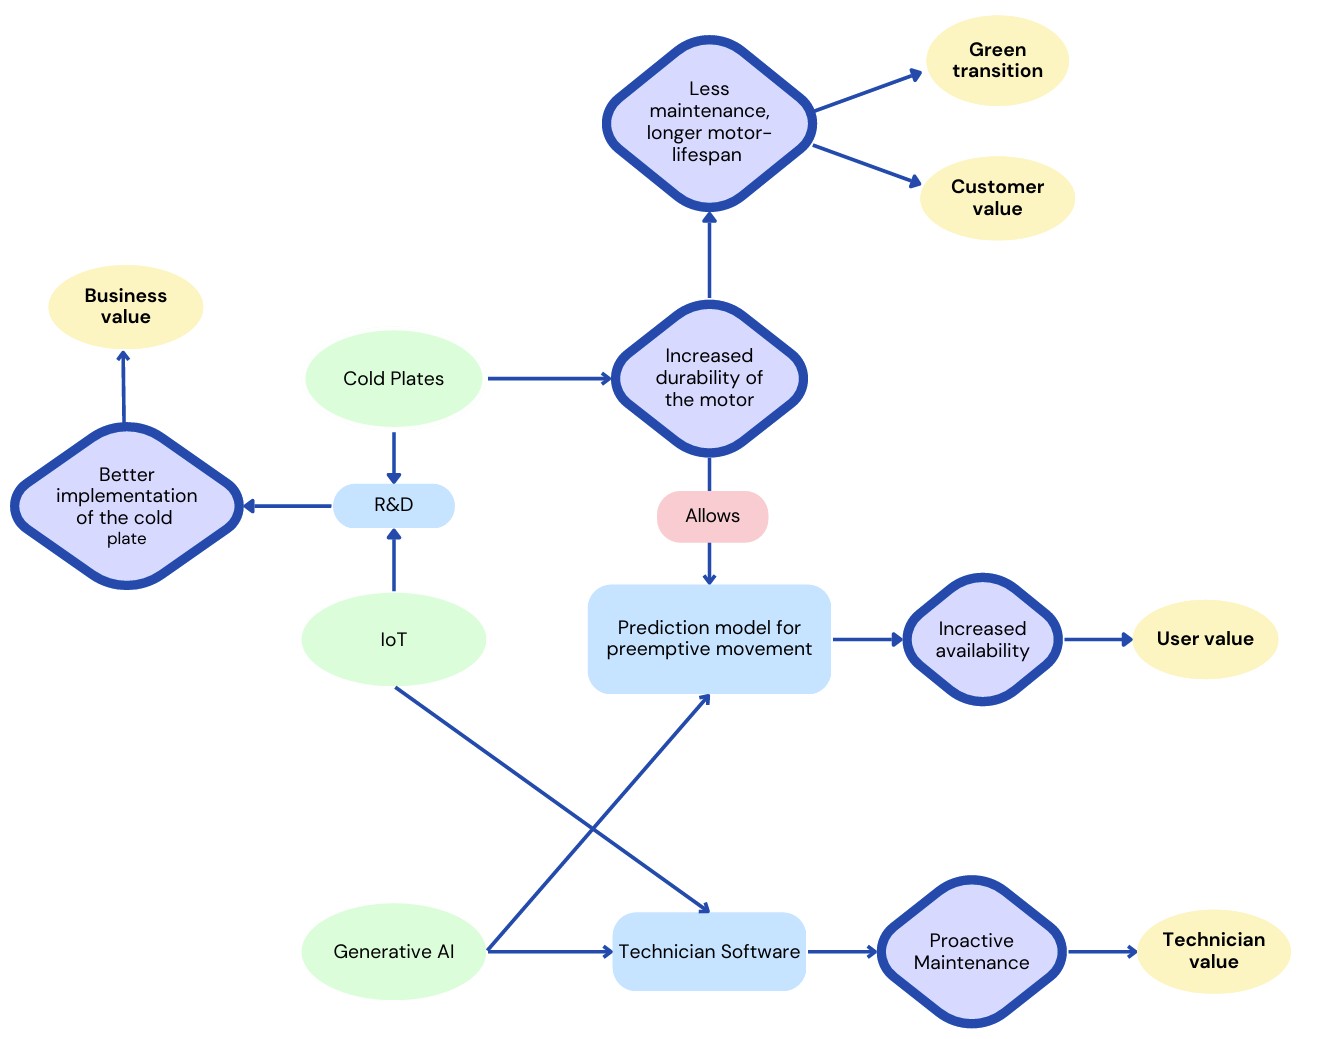 Green
transition
Less
maintenance,
longer motor-
lifespan
Customer
value
Business
value
Cold Plates
Increased
durability of
the motor
Better
implementation
of the cold
plate
R&D
Allows
IoT
Prediction model for
preemptive movement
Increased
availability
User value
Generative AI
Technician Software
Proactive
Maintenance
Technician
value